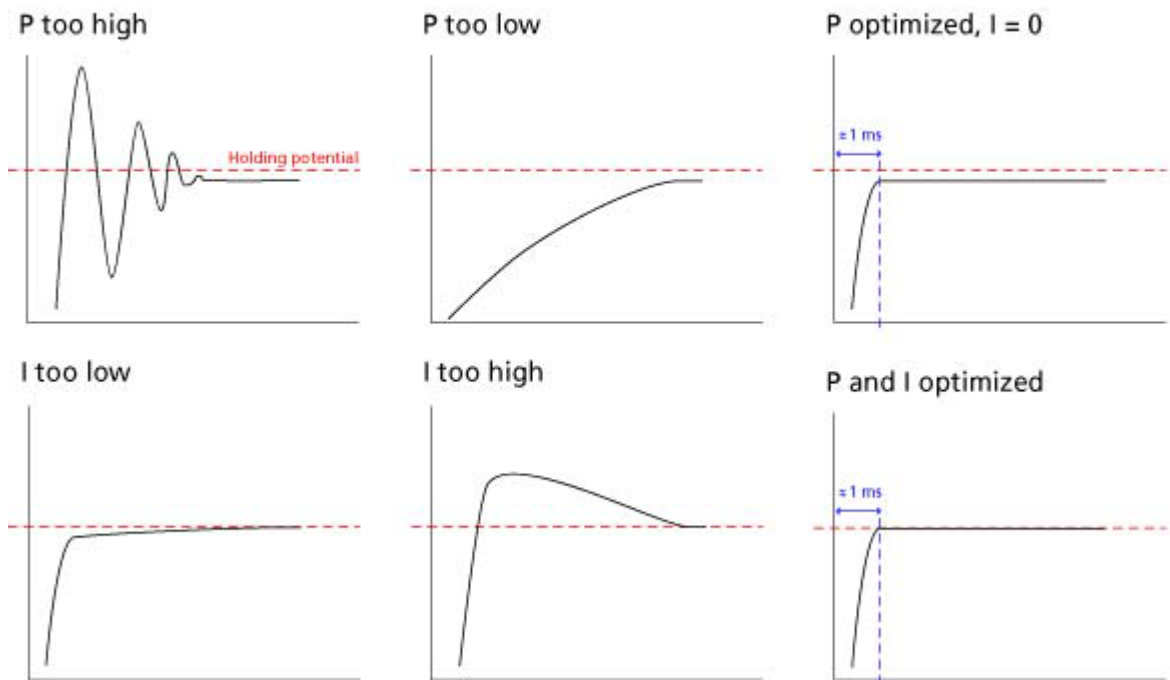 P too high
P too low
P optimized, I = 0
Holding potential
≈1 ms
I too low
I too high
P and I optimized
≈1 ms